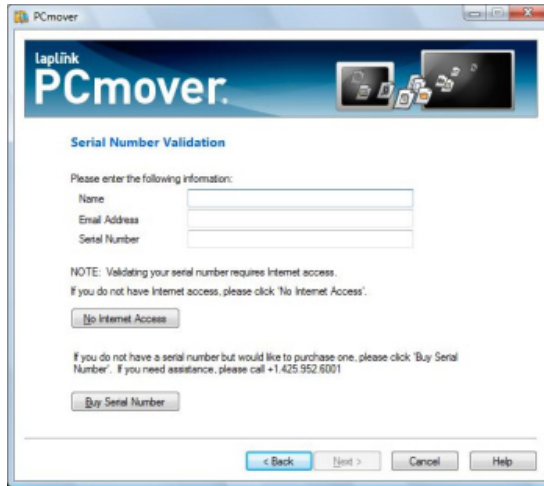 PCmover
laplink
PCmover.
Serial Number Validation
Please enter the following information:
Name
Email Address
Serial Number
NOTE: Validating your serial number requires Internet access.
If you do not have Internet access, please click 'No Internet Access'.
No Internet Access
If you do not have a serial number but would like to purchase one, please click 'Buy Serial
Number'. If you need assistance, please call +1.425.952.6001
Buy Serial Number
< Back Next > Cancel Help